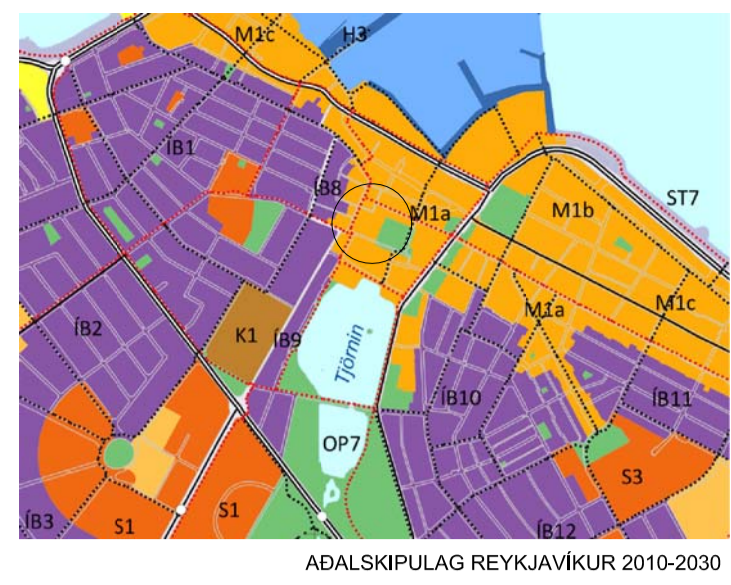 M1c
H3
ÍB1
ÍB8
M1a
M1b
ST7
M1a
M1c
ÍB2
K1
ÍB9
Tjörnin
ÍB10
ÍB11
OP7
S3
ÍB3
S1
S1
ÍB12
AÐALSKIPULAG REYKJAVÍKUR 2010-2030